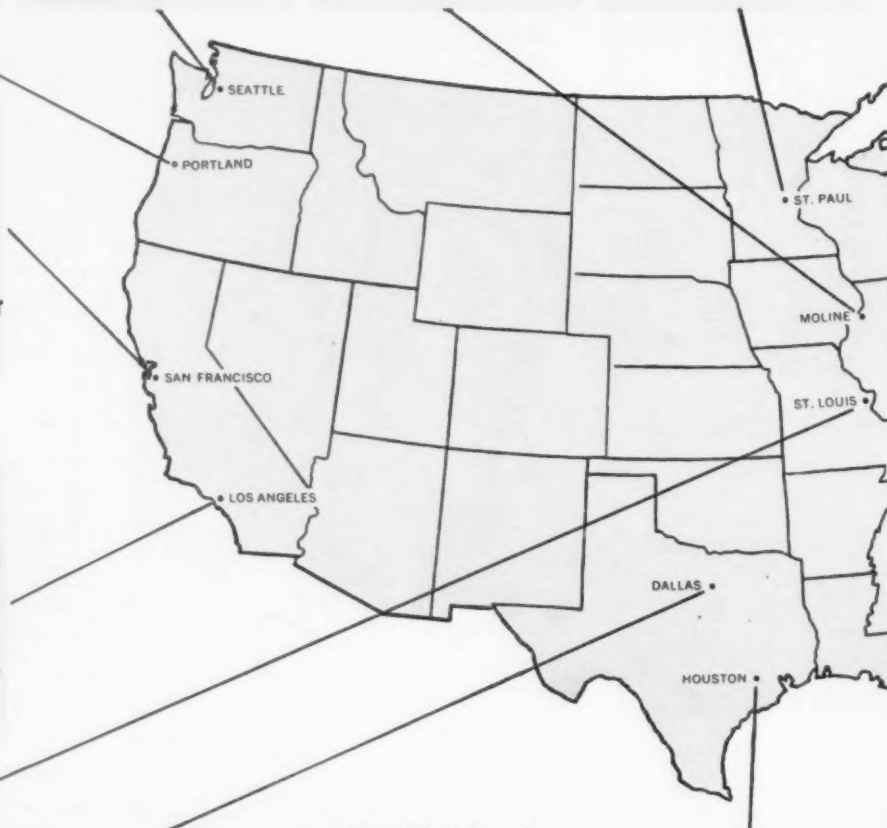 SEATTLE
PORTLAND
ST. PAUL
MOLINE
SAN FRANCISCO
ST. LOUIS
LOS ANGELES
DALLAS
HOUSTON